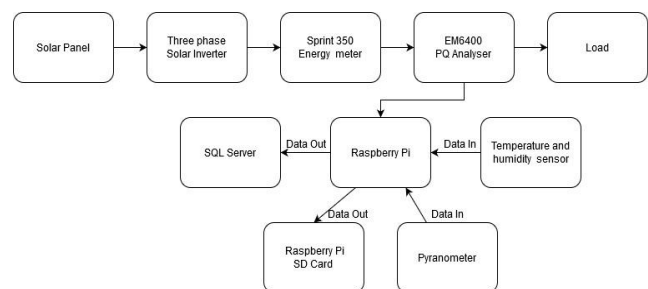 Solar Panel
Three phase
Solar Inverter
Sprint 350
Energy meter
EM6400
PQ Analyser
Load
SQL Server
Data Out
Raspberry Pi
Data In
Temperature and
humidity sensor
Data Out
Data In
Raspberry Pi
SD Card
Pyranometer